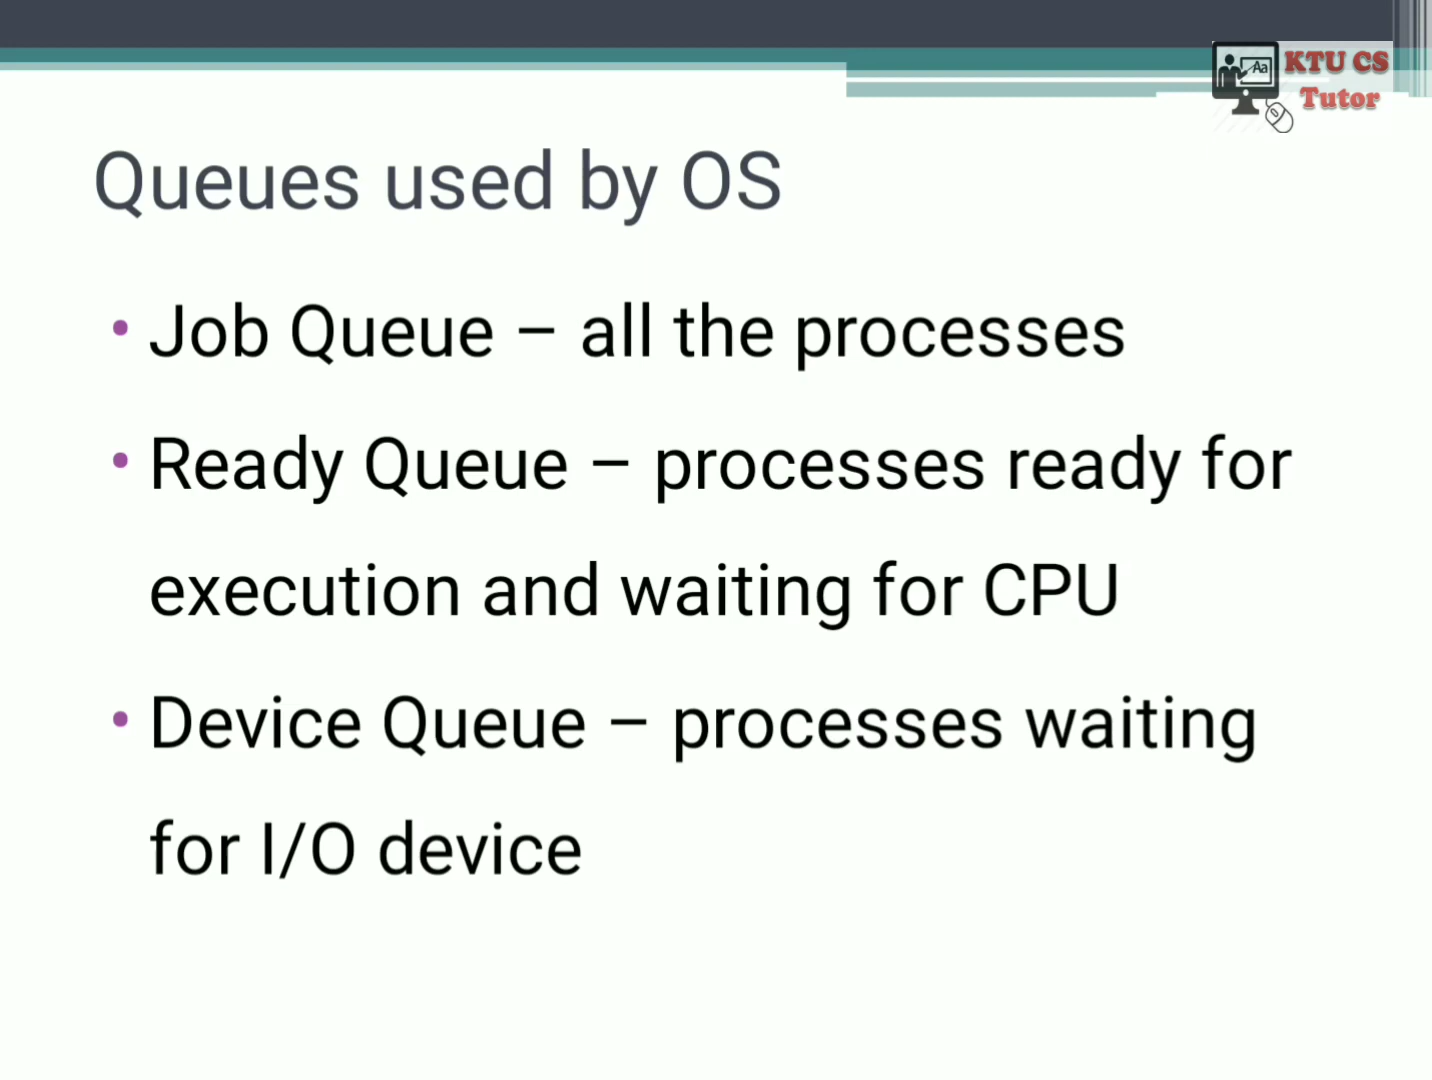 Aa
KTU CS
Tutor
Queues used by OS
• Job Queue – all the processes
• Ready Queue – processes ready for
execution and waiting for CPU
• Device Queue – processes waiting
for I/O device